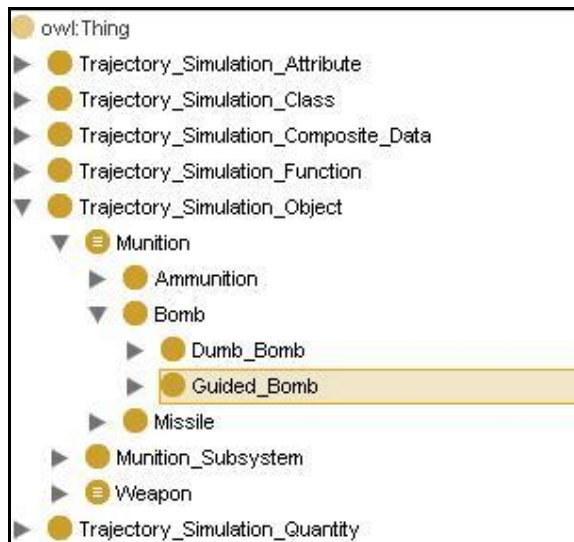 owl:Thing
Trajectory_Simulation_Attribute
Trajectory_Simulation_Class
Trajectory_Simulation_Composite_Data
Trajectory_Simulation_Function
Trajectory_Simulation_Object
Munition
Ammunition
Bomb
Dumb_Bomb
Guided_Bomb
Missile
Munition_Subsystem
Weapon
Trajectory_Simulation_Quantity